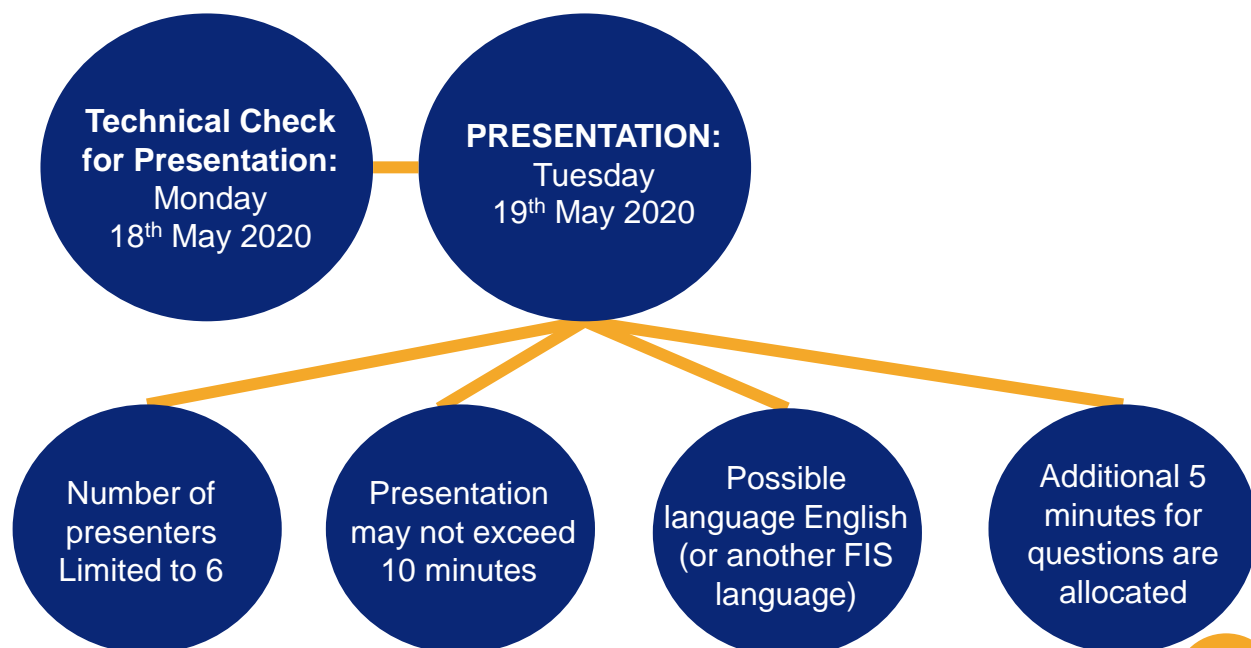 Technical Check
for Presentation:
Monday
18th May 2020
PRESENTATION:
Tuesday
19th May 2020
Number of
presenters
Limited to 6
Presentation
may not exceed
10 minutes
Possible
language English
(or another FIS
language)
Additional 5
minutes for
questions are
allocated